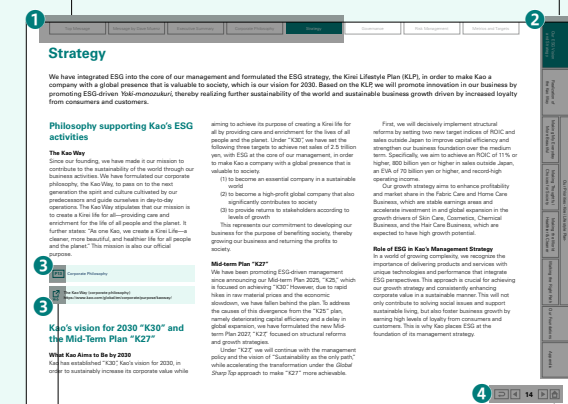 1
2
Top Message
Message by Kirei Drivers
Executive Summary
Corporate Philosophy
Strategy
Governance
Risk Management
Metrics and Targets
Strategy
We have integrated ESG into the core of our management and formulated the ESG strategy, the Kirei Lifestyle Plan (KLP), in order to make Kao a
company with a global presence that is valuable to society, which is our vision for 2030. Based on the KLP, we will promote innovation in our business by
promoting ESG-driven Yoki-monozukuri, thereby realizing further sustainability of the world and sustainable business growth driven by increased loyalty
from consumers and customers.
Philosophy supporting Kao's ESG
activities
The Kao Way
Since our founding, we have made it our mission to
contribute to the sustainability of the world through our
business activities. We have formulated our corporate
philosophy, the Kao Way, to pass on to the next
generation the spirit and culture cultivated by our
predecessors and guide ourselves in day-to-day
operations. The Kao Way stipulates that our mission is
to create a Kirei life for all—providing care and
enrichment for the life of all people and the planet. It
further states: "As one Kao, we create a Kirei Life—a
cleaner, more beautiful, and healthier life for all people
and the planet." This mission is also our official
purpose.
3
Corporate Philosophy
The Kao Way (corporate philosophy)
3
Kao's vision for 2030 "K30" and
the Mid-Term Plan "K27"
What Kao Aims to Be by 2030
Kao has established "K30", Kao's vision for 2030, in
order to sustainably increase its corporate value while
aiming to achieve its purpose of creating a Kirei life for
all by providing care and enrichment for the lives of all
people and the planet. Under "K30" we have set the
following three targets to achieve net sales of 2.5 trillion
yen, with ESG at the core of our management, in order
to make Kao a company with a global presence that is
valuable to society.
(1) to become an essential company in a sustainable
world
(2) to become a high-profit global company that also
significantly contributes to society
(3) to provide returns to stakeholders according to
levels of growth
This represents our commitment to developing our
business for the purpose of benefiting society, thereby
growing our business and returning the profits to
society.
Mid-term Plan "K27"
We have been promoting ESG-driven management
since announcing our Mid-term Plan 2025, "K25," which
is focused on achieving "K30." However, due to rapid
hikes in raw material prices and the economic
slowdown, we have fallen behind the plan. To address
the causes of this divergence from the "K25" plan,
namely deteriorating capital efficiency and a delay in
global expansion, we have formulated the new Mid-
term Plan 2027, "K27," focused on structural reforms
and growth strategies.
Under "K27," we will continue with the management
policy and the vision of "Sustainability as the only path,"
while accelerating the transformation under the Global
Sharp Top approach to make "K27" more achievable.
First, we will decisively implement structural
reforms by setting two new target indices of ROIC and
sales outside Japan to improve capital efficiency and
strengthen our business foundation over the medium
term. Specifically, we aim to achieve an ROIC of 11% or
higher, 800 billion yen or higher in sales outside Japan,
an EVA of 70 billion yen or higher, and record-high
operating income.
Our growth strategy aims to enhance profitability
and market share in the Fabric Care and Home Care
Business, which are stable earnings areas and
accelerate investment in and global expansion in the
growth drivers of Skin Care, Cosmetics, Chemical
Business, and the Hair Care Business, which are
expected to have high growth potential.
Role of ESG in Kao's Management Strategy
In a world of growing complexity, we recognize the
importance of delivering products and services with
unique technologies and performance that integrate
ESG perspectives. This approach is crucial for achieving
our growth strategy and consistently enhancing
corporate value in a sustainable manner. This will not
only contribute to solving social issues and support
sustainable living, but also foster business growth by
earning high levels of loyalty from consumers and
customers. This is why Kao places ESG at the
foundation of its management strategy.
4
14